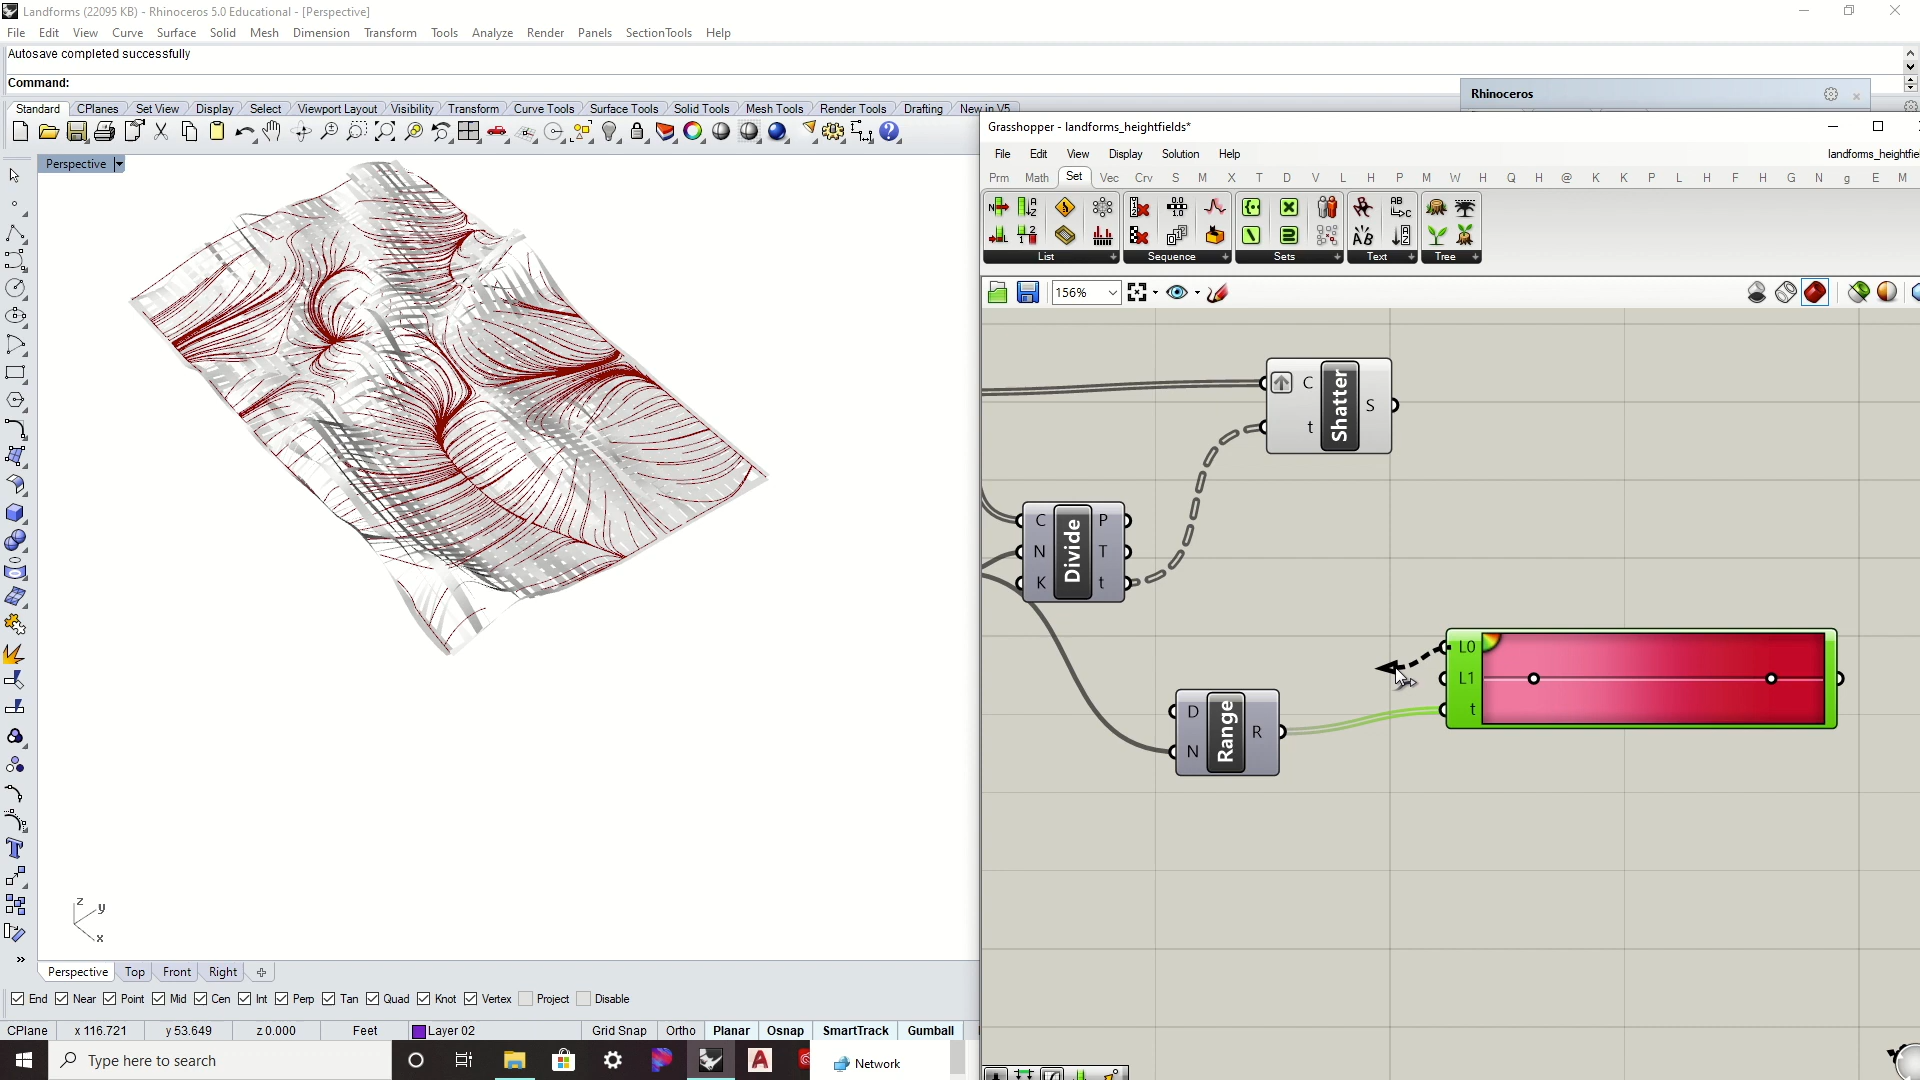 Landforms (22095 KB) - Rhinoceros 5.0 Educational - [Perspective]
File Edit View Curve Surface Solid Mesh Dimension Transform Tools Analyze Render Panels SectionTools Help
Autosave completed successfully
Command:
Rhinoceros
Standard CPlanes Set View Display Select Viewport Layout Visibility Transform Curve Tools Surface Tools Solid Tools Mesh Tools Render Tools Drafting New in V5
Grasshopper - landforms_heightfields*
File Edit View Display Solution Help
landforms_heightfie
Perspective
Prm Math Set Vec Crv S M X T D V L H P M W H Q H @ K K P L H F H G N g E M
List Sequence Sets Text Tree
156%
C
t
Shatter
S
C
N
K
Divide
P
T
t
L0
L1
t
D
N
Range
R
z
y
x
Perspective Top Front Right
End Near Point Mid Cen Int Perp Tan Quad Knot Vertex Project Disable
CPlane x 116.721 y 53.649 z 0.000 Feet Layer 02 Grid Snap Ortho Planar Osnap SmartTrack Gumball
Type here to search
Network